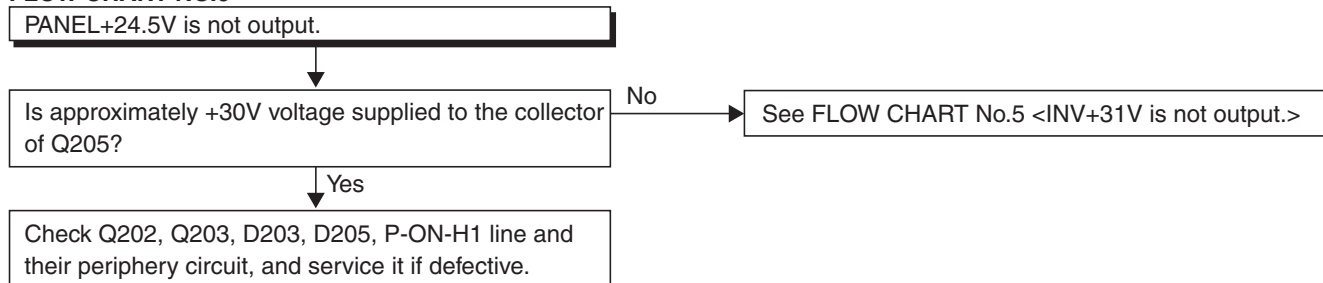 PANEL+24.5V is not output.
Is approximately +30V voltage supplied to the collector
of Q205?
No
See FLOW CHART No.5 <INV+31V is not output.>
Yes
Check Q202, Q203, D203, D205, P-ON-H1 line and
their periphery circuit, and service it if defective.